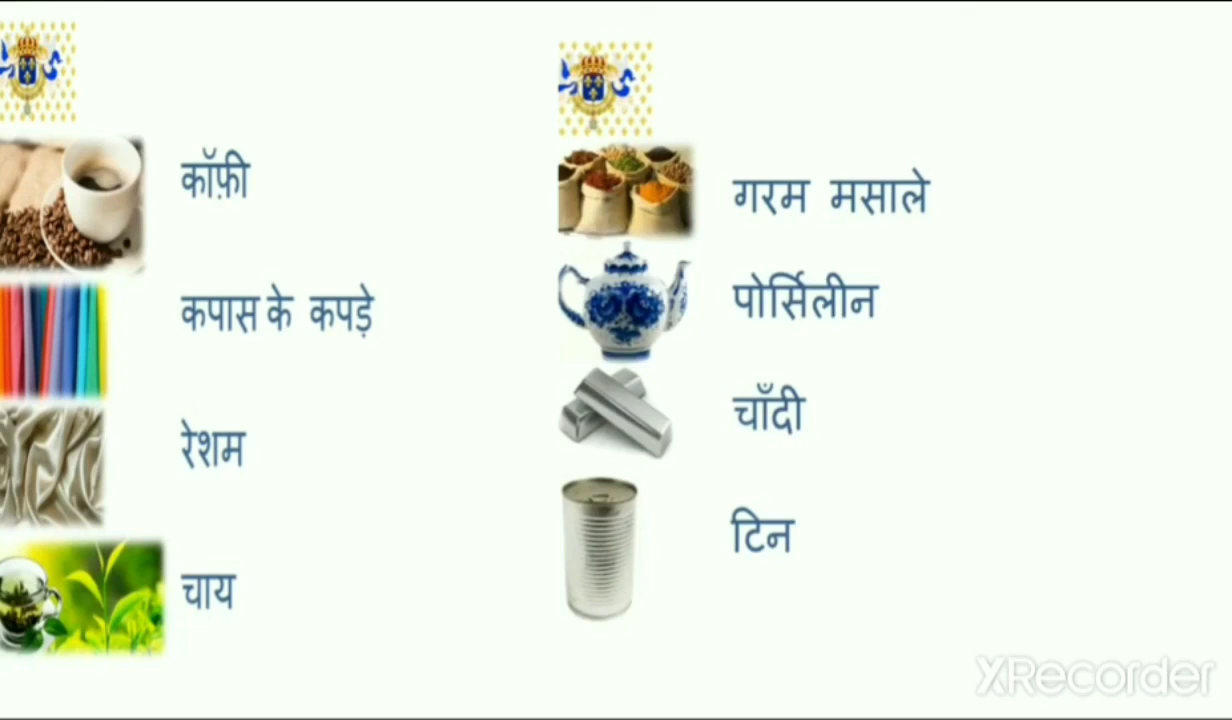 कॉफ़ी
कपास के कपड़े
रेशम
चाय
गरम मसाले
पोर्सिलीन
चाँदी
टिन
XRecorder